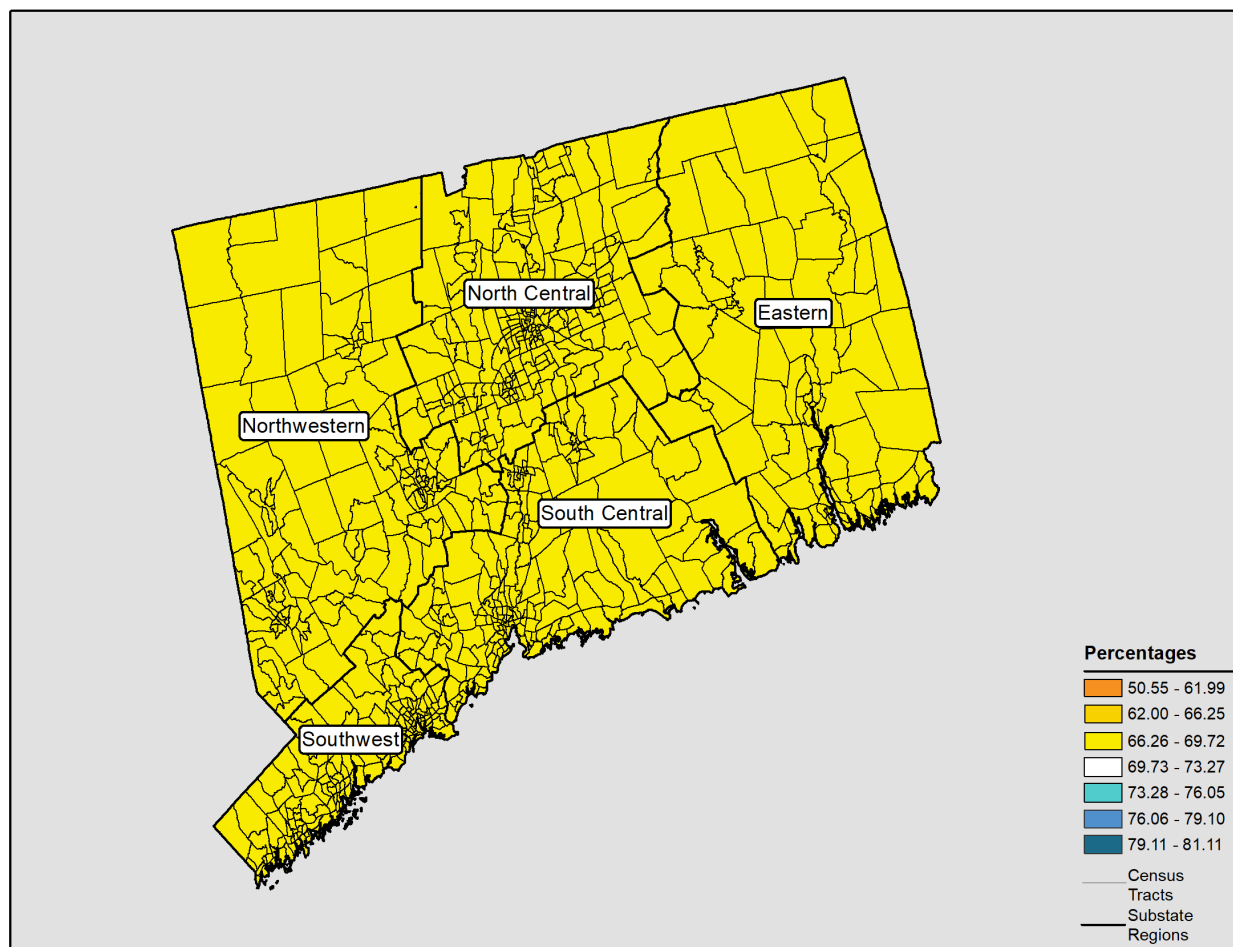 North Central
Eastern
Northwestern
South Central
Southwest
Percentages
50.55 - 61.99
62.00 - 66.25
66.26 - 69.72
69.73 - 73.27
73.28 - 76.05
76.06 - 79.10
79.11 - 81.11
Census
Tracts
Substate
Regions